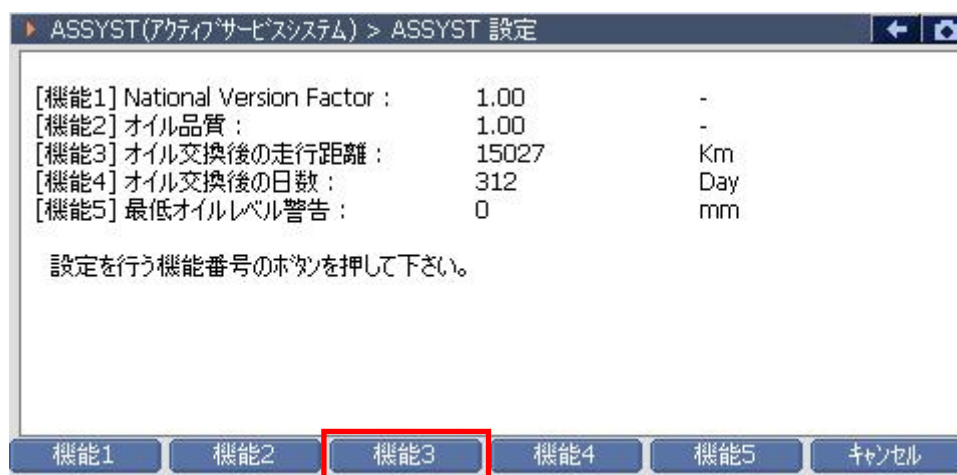 ASSYST(アクティブサービスシステム) > ASSYST 設定
[機能1] National Version Factor : 1.00 -
[機能2] オイル品質 : 1.00 -
[機能3] オイル交換後の走行距離 : 15027 Km
[機能4] オイル交換後の日数 : 312 Day
[機能5] 最低オイルレベル警告 : 0 mm
設定を行う機能番号のボタンを押して下さい。
機能1 機能2 機能3 機能4 機能5 キャンセル